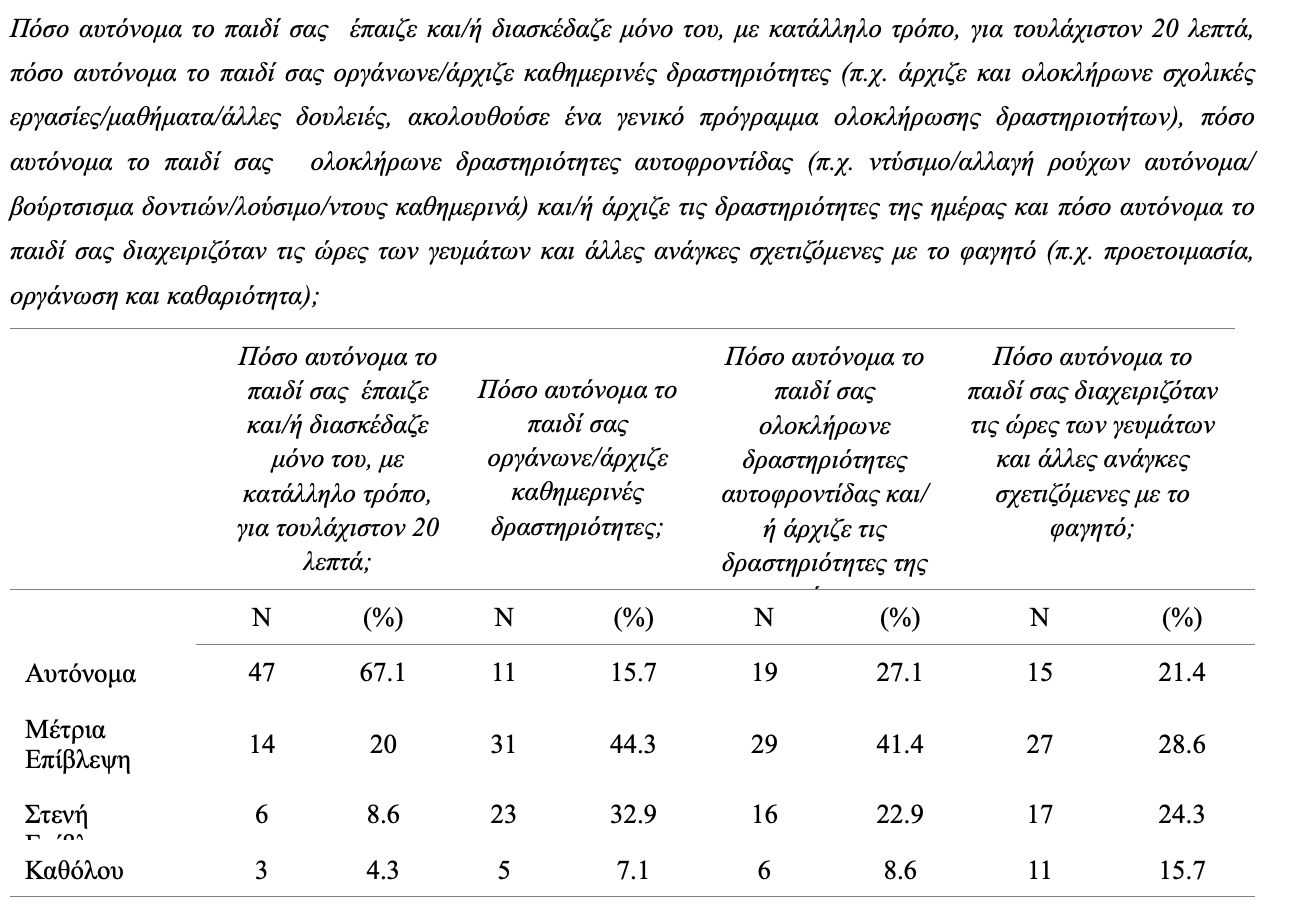 Πόσο αυτόνομα το παιδί σας έπαιζε και/ή διασκέδαζε μόνο του, με κατάλληλο τρόπο, για τουλάχιστον 20 λεπτά,
πόσο αυτόνομα το παιδί σας οργάνωνε/άρχιζε καθημερινές δραστηριότητες (π.χ. άρχιζε και ολοκλήρωνε σχολικές
εργασίες/μαθήματα/άλλες δουλειές, ακολουθούσε ένα γενικό πρόγραμμα ολοκλήρωσης δραστηριοτήτων), πόσο
αυτόνομα το παιδί σας ολοκλήρωνε δραστηριότητες αυτοφροντίδας (π.χ. ντύσιμο/αλλαγή ρούχων αυτόνομα/
βούρτσισμα δοντιών/λούσιμο/ντους καθημερινά) και/ή άρχιζε τις δραστηριότητες της ημέρας και πόσο αυτόνομα το
παιδί σας διαχειριζόταν τις ώρες των γευμάτων και άλλες ανάγκες σχετιζόμενες με το φαγητό (π.χ. προετοιμασία,
οργάνωση και καθαριότητα);
Πόσο αυτόνομα το
παιδί σας έπαιζε
και/ή διασκέδαζε
μόνο του, με
κατάλληλο τρόπο,
για τουλάχιστον 20
λεπτά;
Πόσο αυτόνομα το
παιδί σας
οργάνωνε/άρχιζε
καθημερινές
δραστηριότητες;
Πόσο αυτόνομα το
παιδί σας
ολοκλήρωνε
δραστηριότητες
αυτοφροντίδας και/
ή άρχιζε τις
δραστηριότητες της
Πόσο αυτόνομα το
παιδί σας διαχειριζόταν
τις ώρες των γευμάτων
και άλλες ανάγκες
σχετιζόμενες με το
φαγητό;
N (%) N (%) N (%) N (%)
Αυτόνομα 47 67.1 11 15.7 19 27.1 15 21.4
Μέτρια
Επίβλεψη 14 20 31 44.3 29 41.4 27 28.6
Στενή 6 8.6 23 32.9 16 22.9 17 24.3
Καθόλου 3 4.3 5 7.1 6 8.6 11 15.7